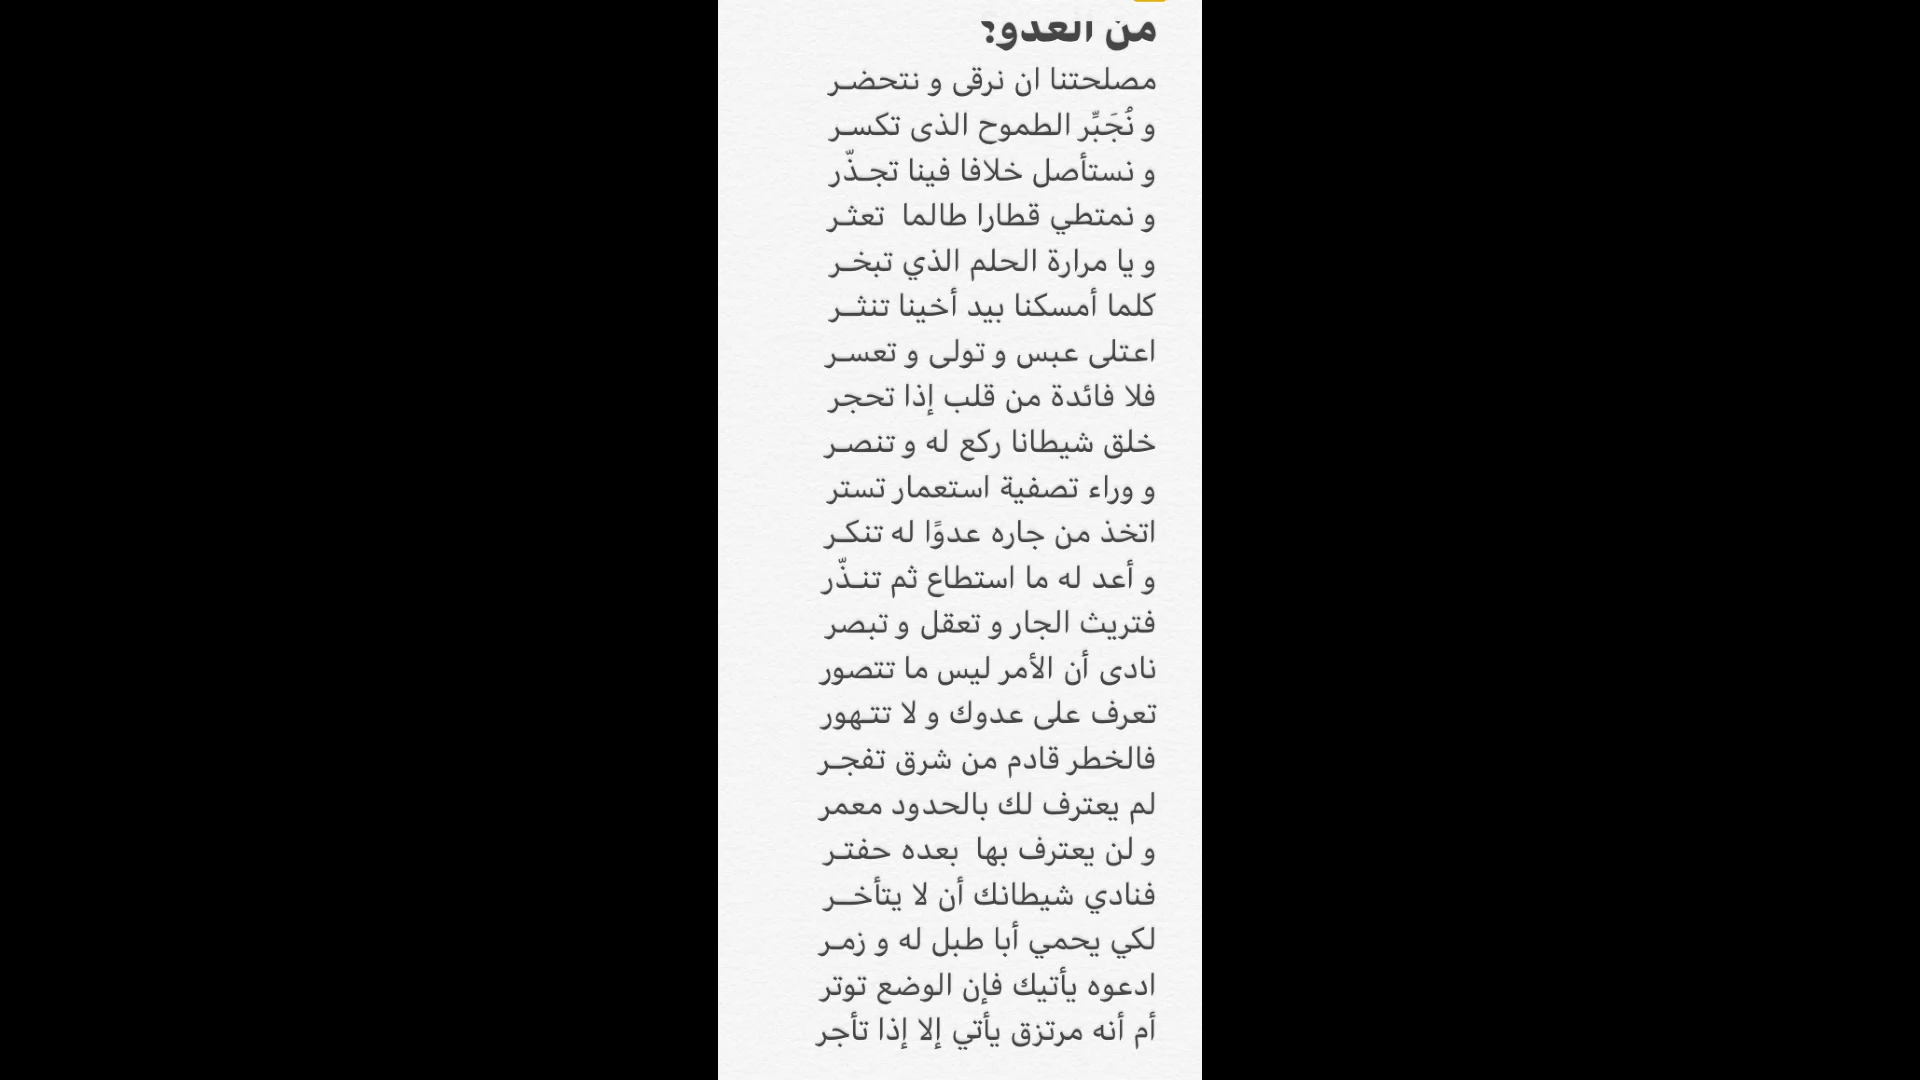 من العدو؟
مصلحتنا ان نرقى و نتحضـر
و نُجَبِّر الطموح الذى تكسـر
و نستأصل خلافا فينا تجـذّر
و نمتطي قطارا طالما  تعثـر
و يا مرارة الحلم الذي تبخـر
كلما أمسكنا بيد أخينا تنثــر
اعتلى عبس و تولى و تعسـر
فلا فائدة من قلب إذا تحجر
خلق شيطانا ركع له و تنصـر
و وراء تصفية استعمار تستر
اتخذ من جاره عدوًا له تنكـر
و أعد له ما استطاع ثم تنـذّر
فتريث الجار و تعقل و تبصر
نادى أن الأمر ليس ما تتصور
تعرف على عدوك و لا تتـهور
فالخطر قادم من شرق تفجـر
لم يعترف لك بالحدود معمر
و لن يعترف بها  بعده حفتـر
فنادي شيطانك أن لا يتأخــر
لكي يحمي أبا طبل له و زمـر
ادعوه يأتيك فإن الوضع توتر
أم أنه مرتزق يأتي إلا إذا تأجر